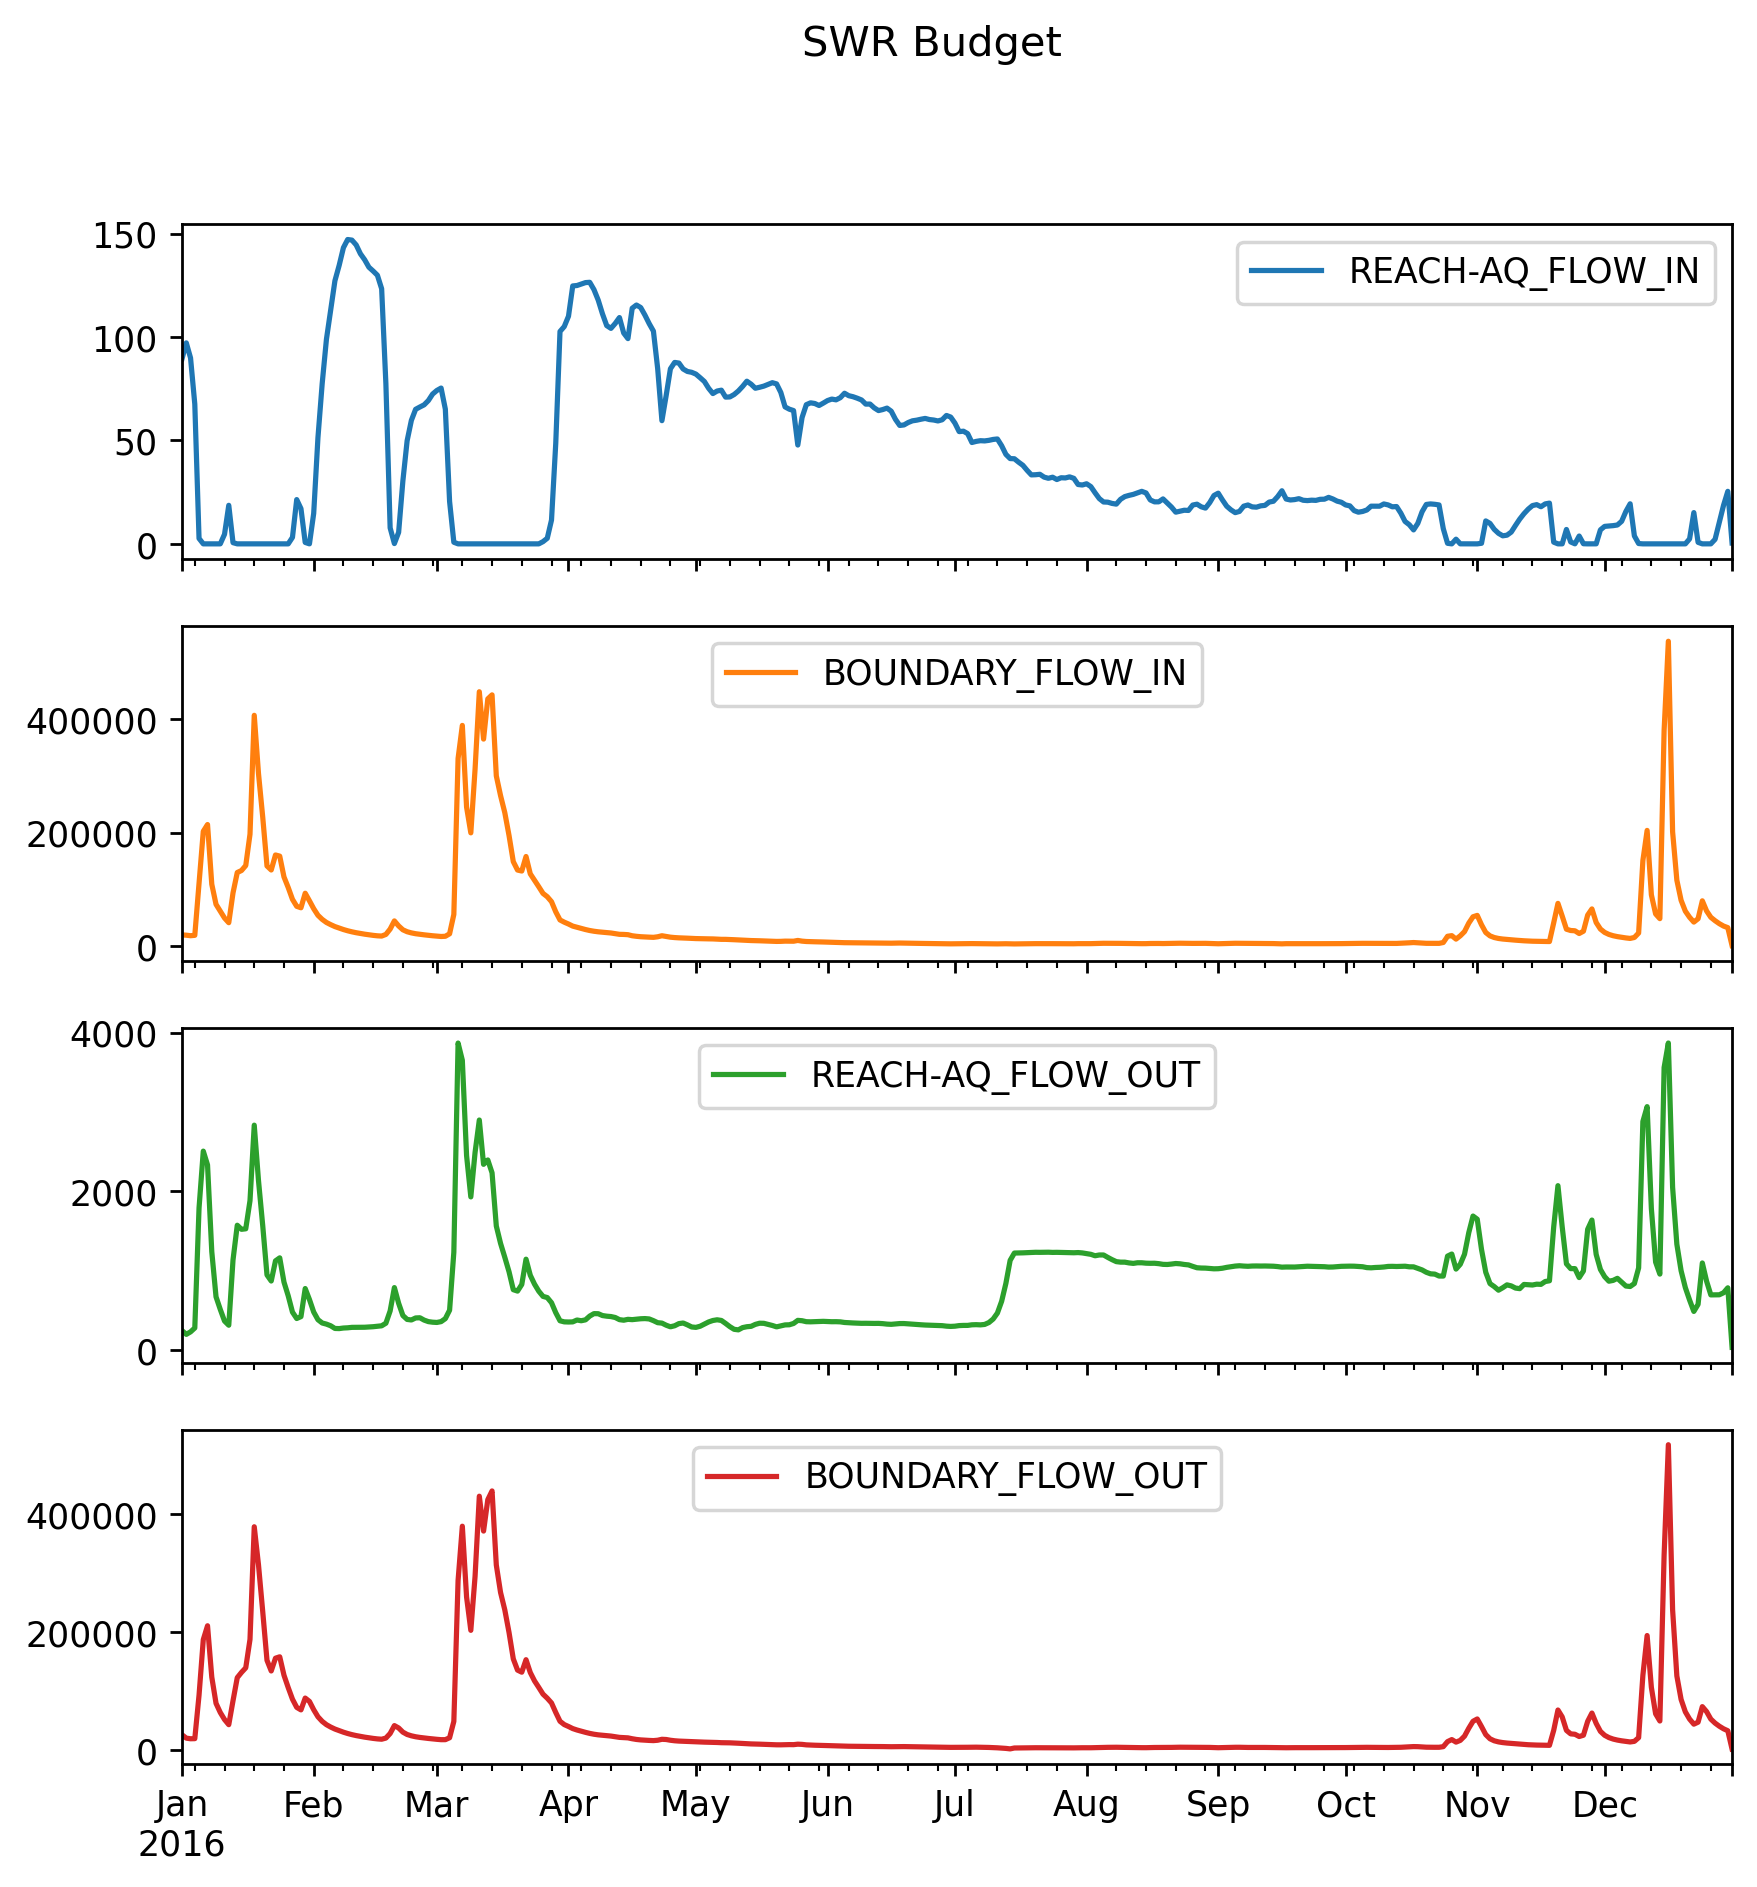 SWR Budget
150
REACH-AQ_FLOW_IN
100
50
0
BOUNDARY_FLOW_IN
400000
200000
0
4000
REACH-AQ_FLOW_OUT
2000
0
BOUNDARY_FLOW_OUT
400000
200000
0
Jan Feb Mar Apr May Jun Jul Aug Sep Oct Nov Dec
2016